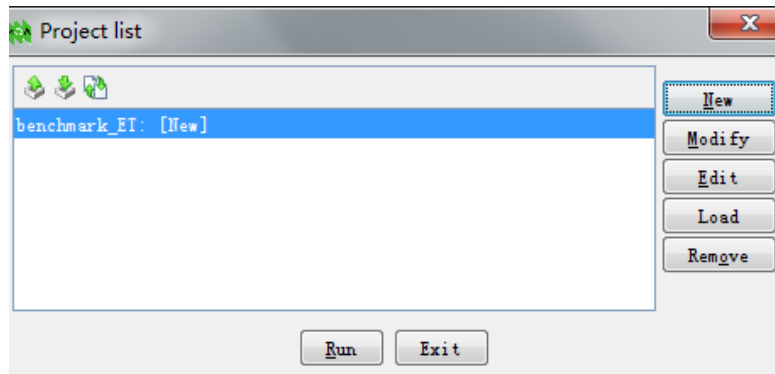 Project list
New
benchmark_ET: [New]
Modify
Edit
Load
Remove
Run
Exit